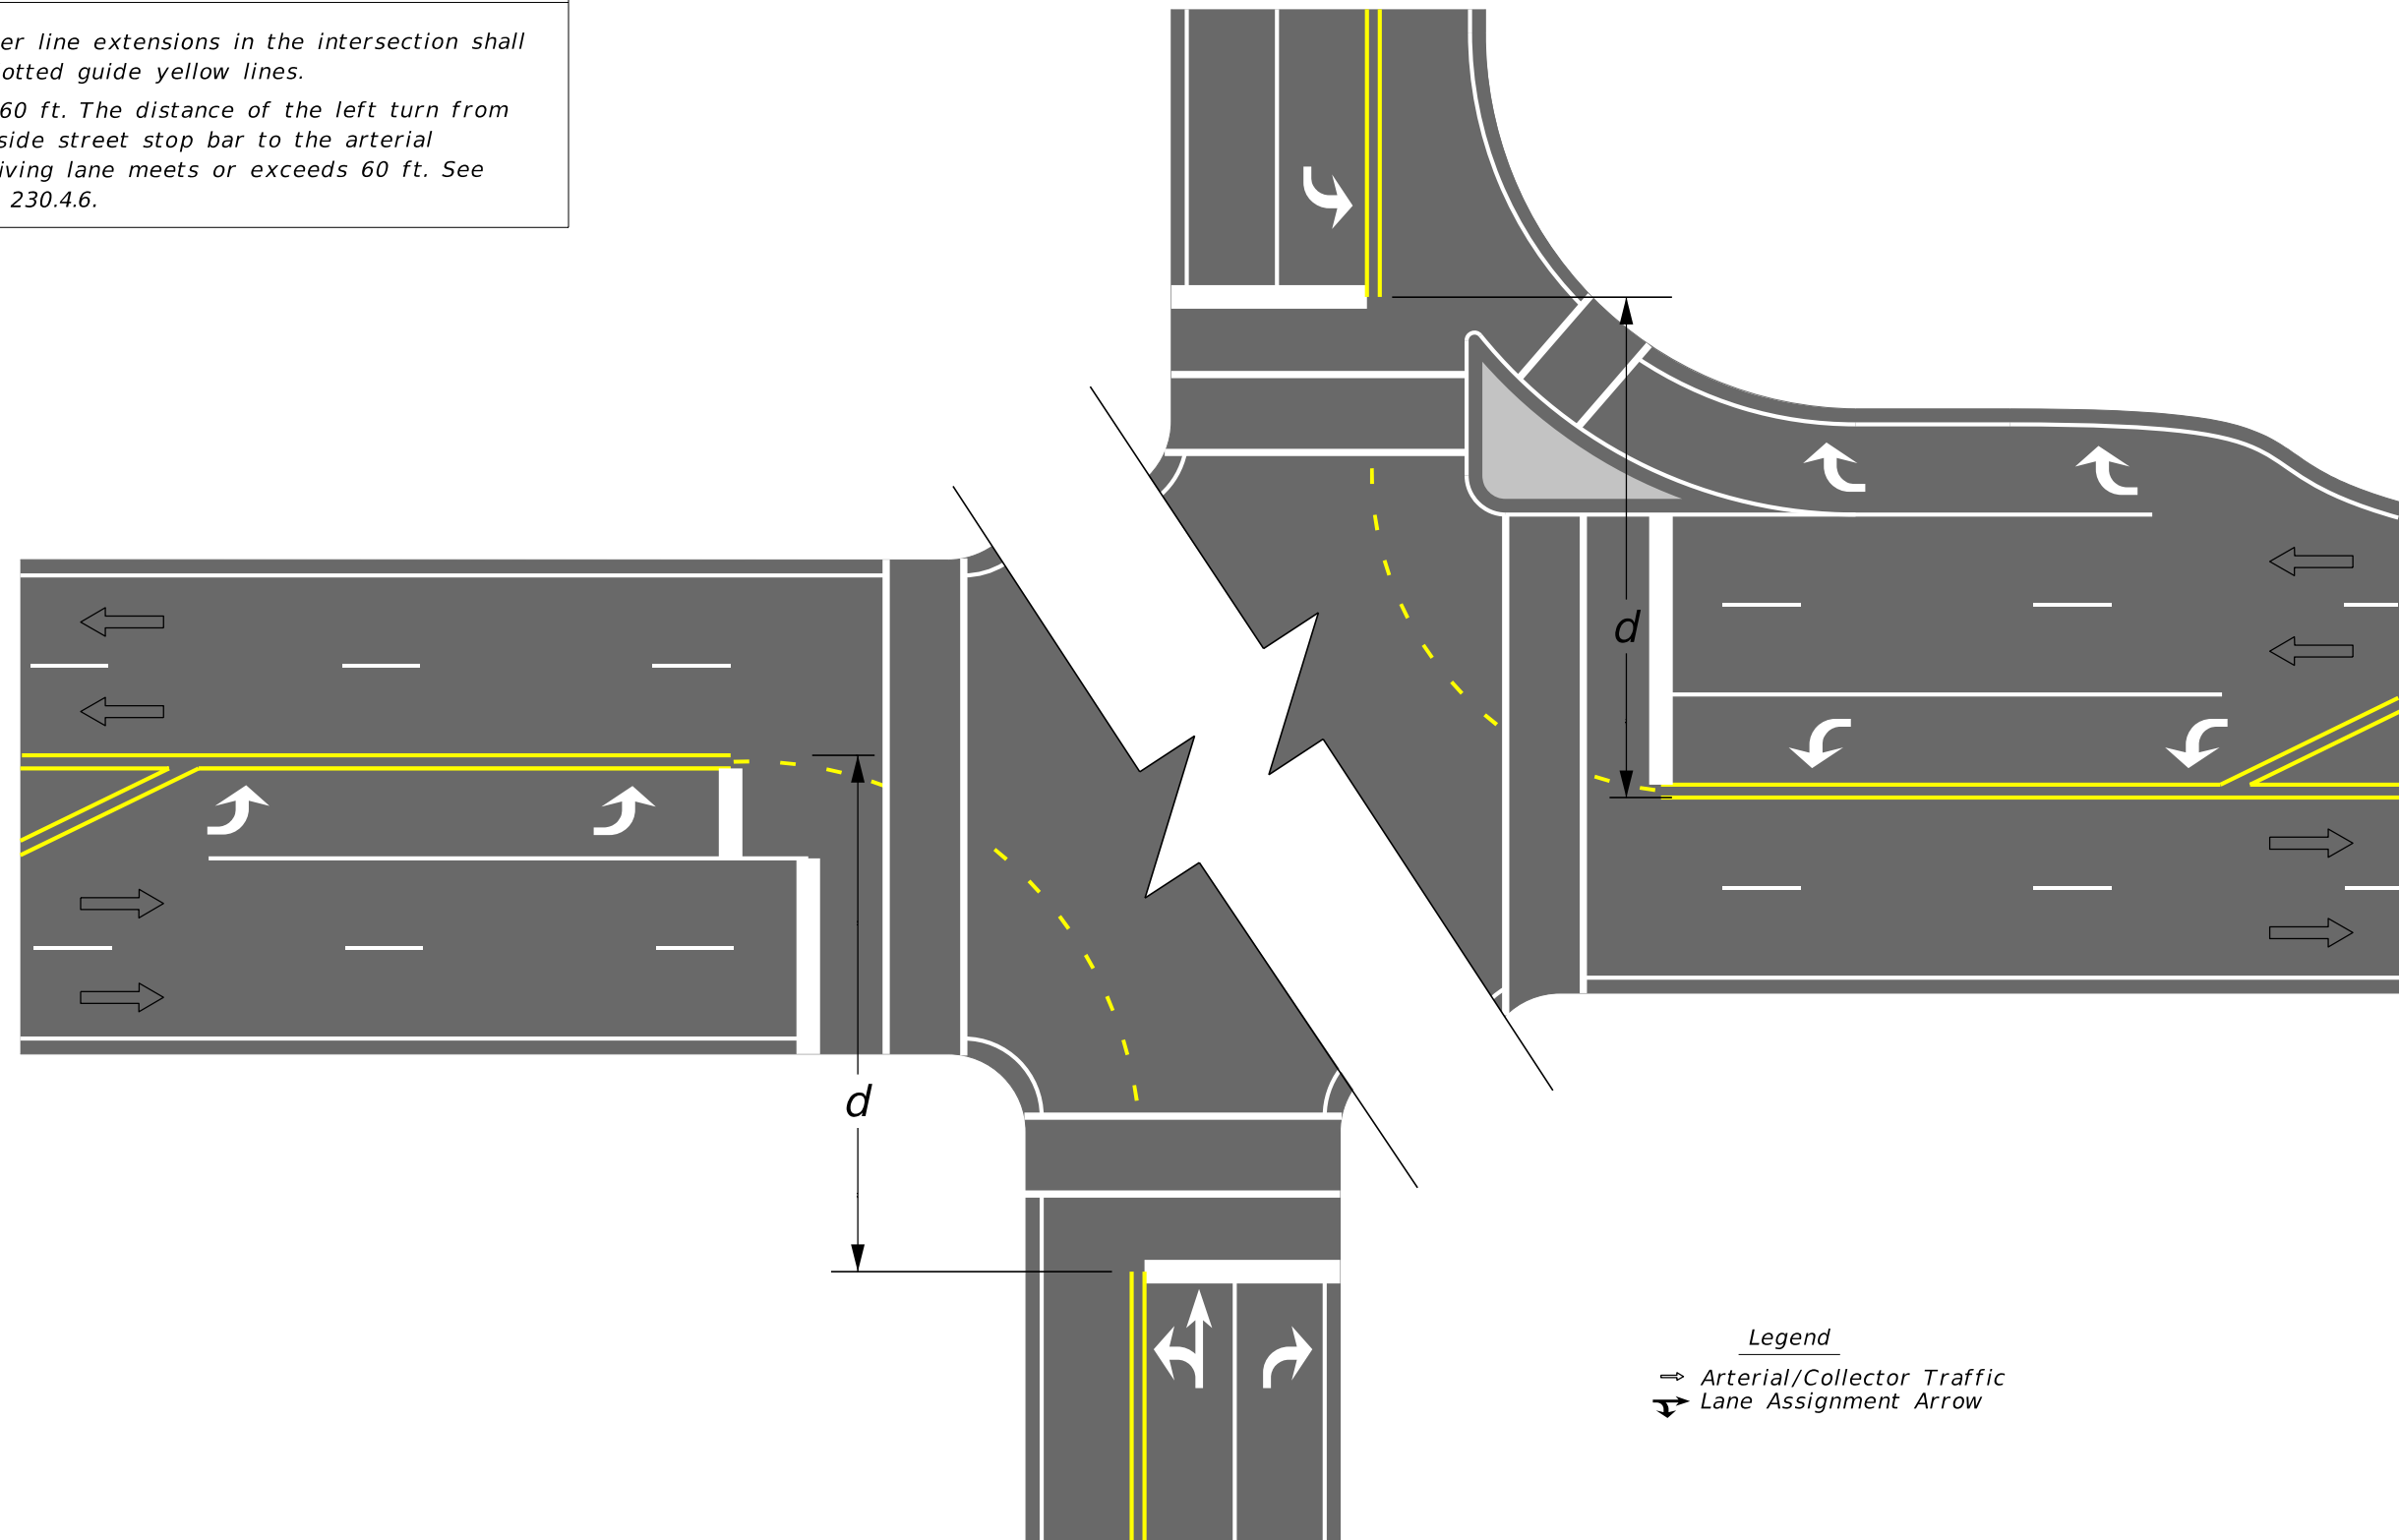 er line extensions in the intersection shall
otted guide yellow lines.
60 ft. The distance of the left turn from
side street stop bar to the arterial
iving lane meets or exceeds 60 ft. See
230.4.6.
d
d
Legend
Arterial/Collector Traffic
Lane Assignment Arrow